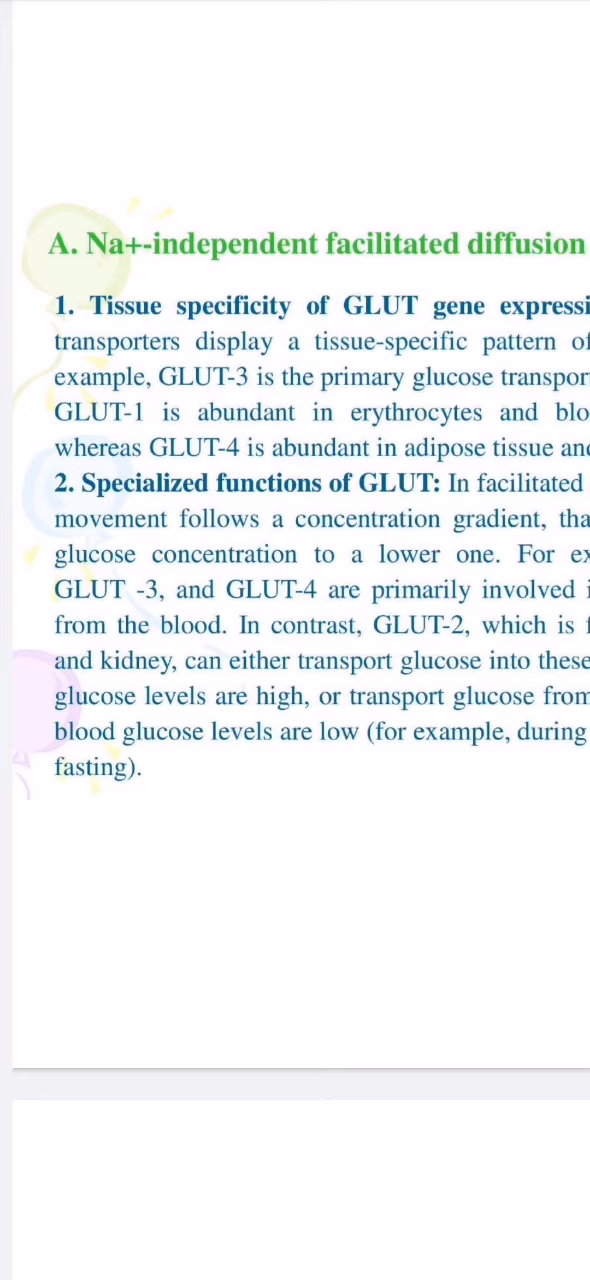 A. Na+-independent facilitated diffusion
1. Tissue specificity of GLUT gene expressi
transporters display a tissue-specific pattern of
example, GLUT-3 is the primary glucose transpor
GLUT-1 is abundant in erythrocytes and blo
whereas GLUT-4 is abundant in adipose tissue and
2. Specialized functions of GLUT: In facilitated
movement follows a concentration gradient, tha
glucose concentration to a lower one. For ex
GLUT -3, and GLUT-4 are primarily involved i
from the blood. In contrast, GLUT-2, which is f
and kidney, can either transport glucose into these
glucose levels are high, or transport glucose from
blood glucose levels are low (for example, during
fasting).